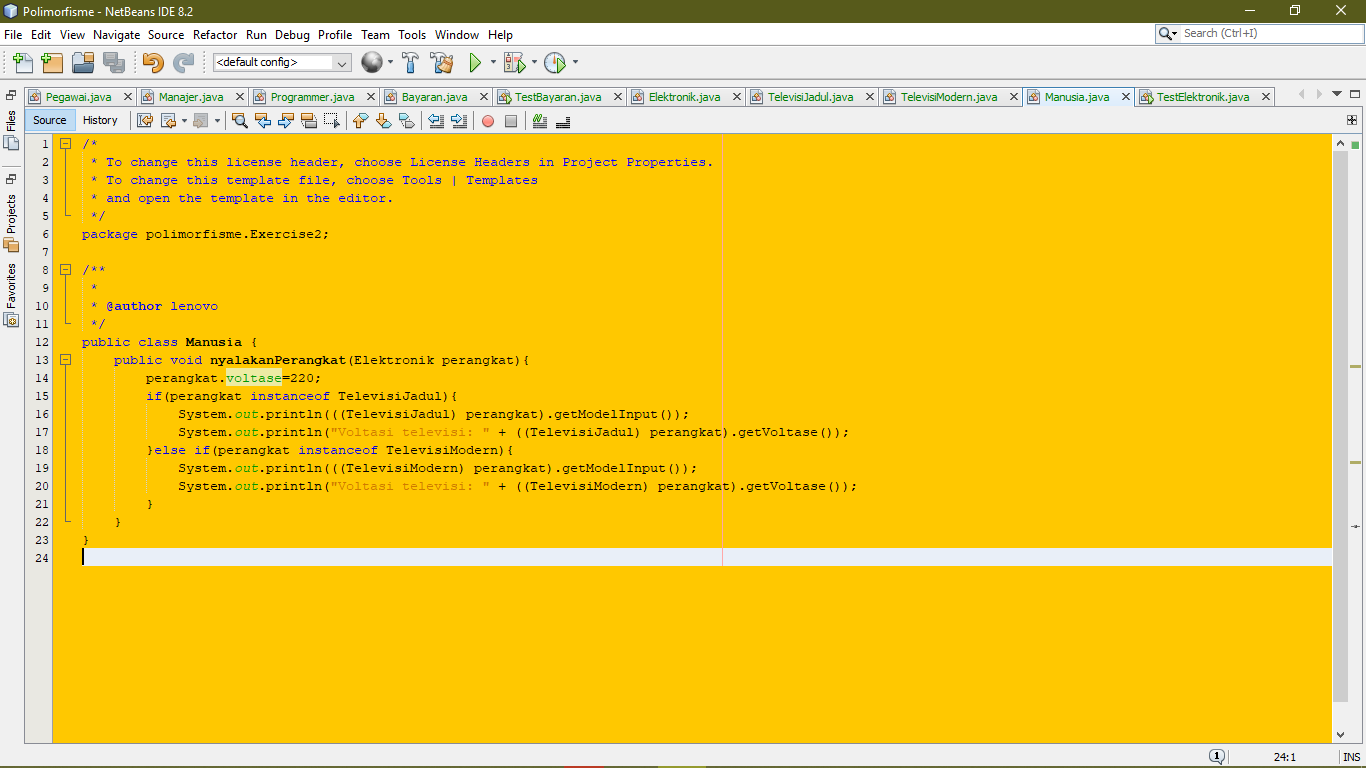 Polimorfisme - NetBeans IDE 8.2
File Edit View Navigate Source Refactor Run Debug Profile Team Tools Window Help
Search (Ctrl+I)
<default config>
Pegawai.java Manajer.java Programmer.java Bayaran.java TestBayaran.java Elektronik.java TelevisiJadul.java TelevisiModern.java Manusia.java TestElektronik.java
Files
Projects
Favorites
Source History
1 /*
2 * To change this license header, choose License Headers in Project Properties.
3 * To change this template file, choose Tools | Templates
4 * and open the template in the editor.
5 */
6 package polimorfisme.Exercise2;
7
8 /**
9 *
10 * @author lenovo
11 */
12 public class Manusia {
13 public void nyalakanPerangkat(Elektronik perangkat){
14 perangkat.voltase=220;
15 if(perangkat instanceof TelevisiJadul){
16 System.out.println(((TelevisiJadul) perangkat).getModelInput());
17 System.out.println("Voltasi televisi: " + ((TelevisiJadul) perangkat).getVoltase());
18 }else if(perangkat instanceof TelevisiModern){
19 System.out.println(((TelevisiModern) perangkat).getModelInput());
20 System.out.println("Voltasi televisi: " + ((TelevisiModern) perangkat).getVoltase());
21 }
22 }
23 }
24
1 24:1 INS